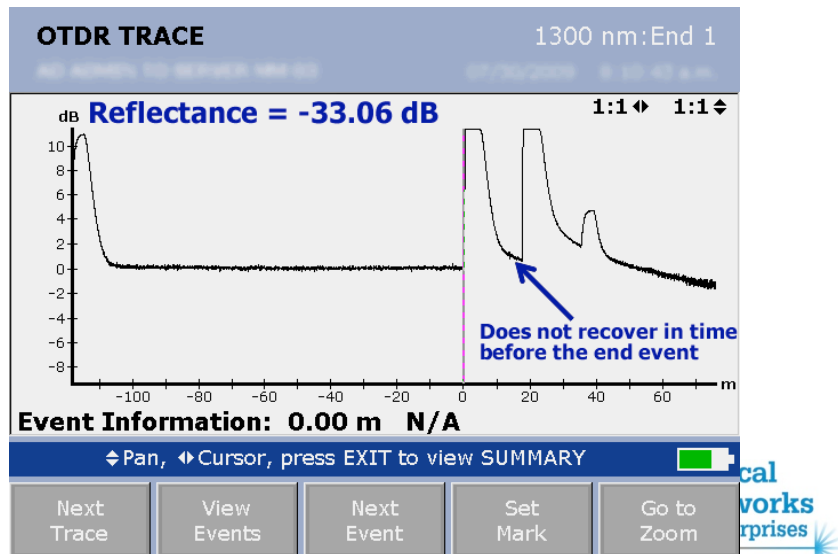 OTDR TRACE
1300 nm:End 1
Reflectance = -33.06 dB
1:1 1:1
dB
10
8
6
4
2
0
-2
-4
-6
-8
Does not recover in time
before the end event
-100 -80 -60 -40 -20 0 20 40 60 m
Event Information: 0.00 m N/A
Pan, Cursor, press EXIT to view SUMMARY
Next Trace
View Events
Next Event
Set Mark
Go to Zoom
cal
works
rprises